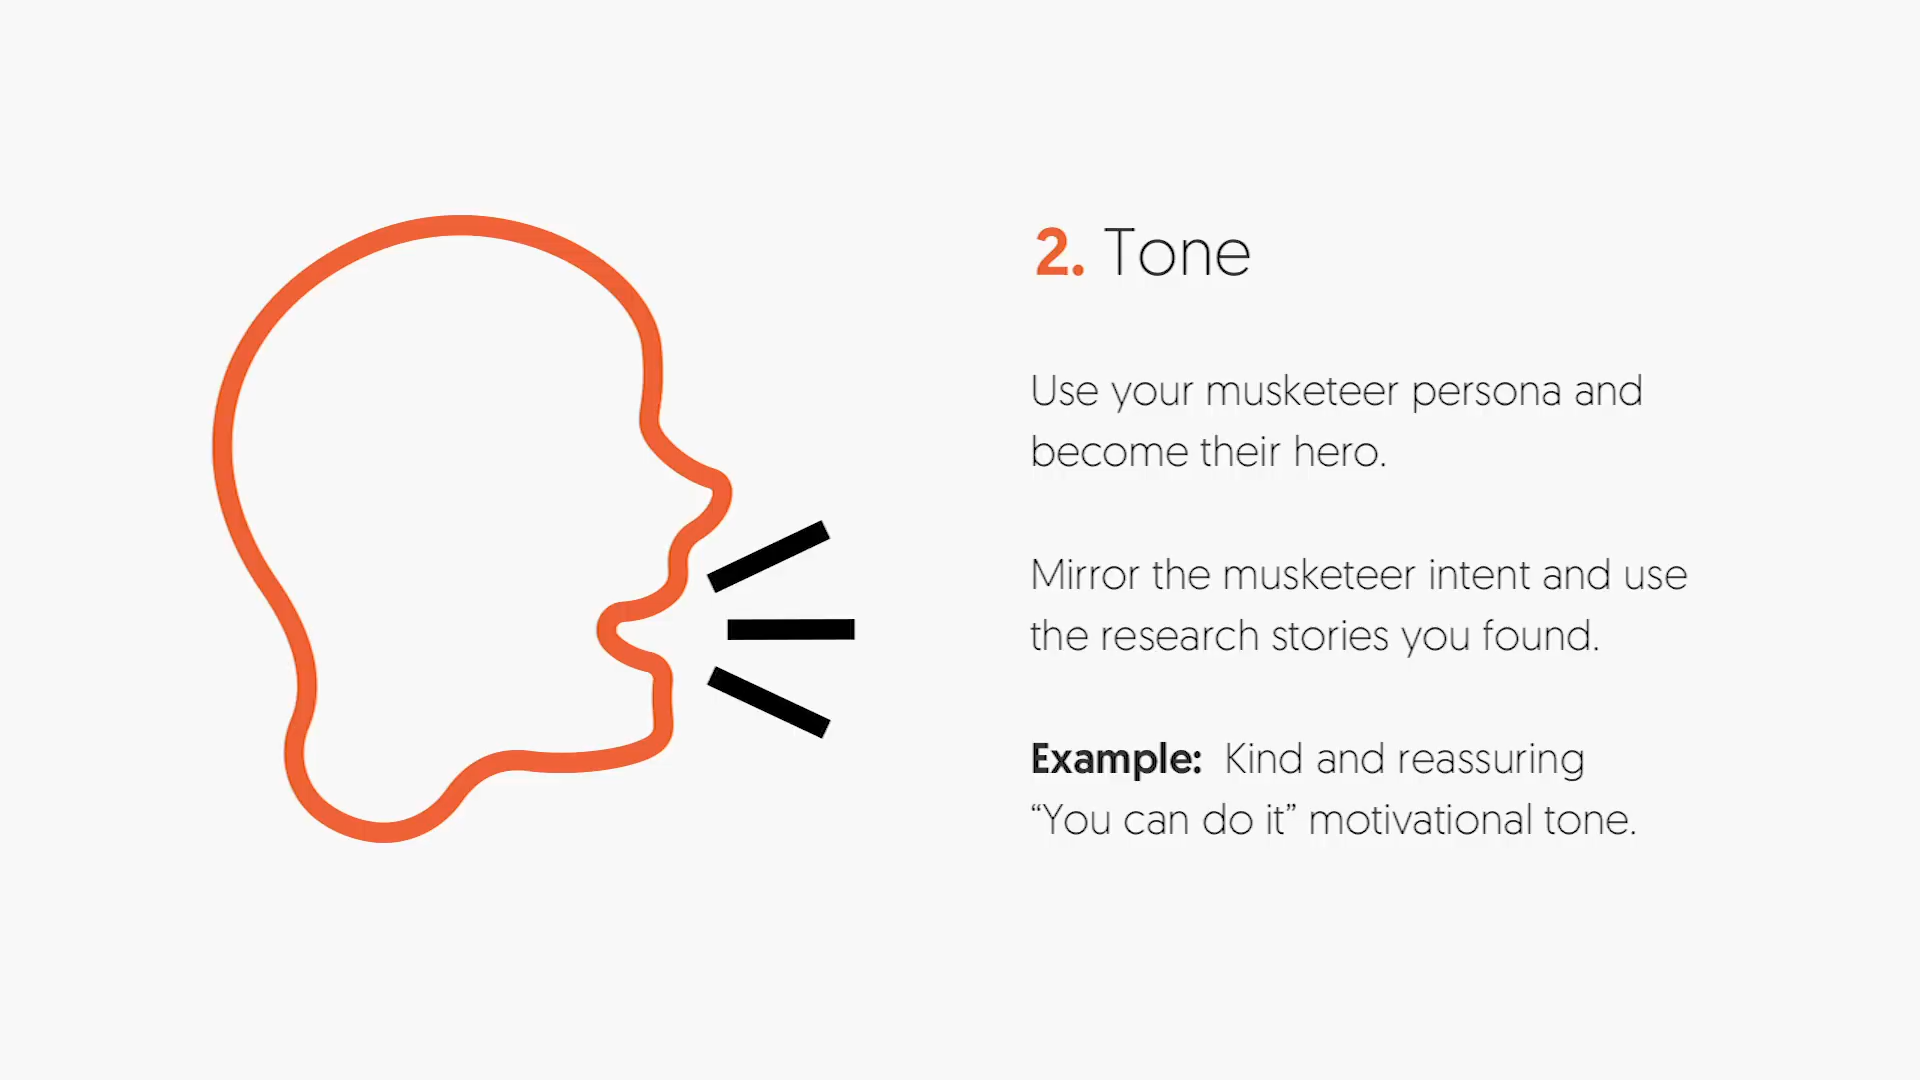 2. Tone
Use your musketeer persona and
become their hero.
Mirror the musketeer intent and use
the research stories you found.
Example: Kind and reassuring
“You can do it” motivational tone.